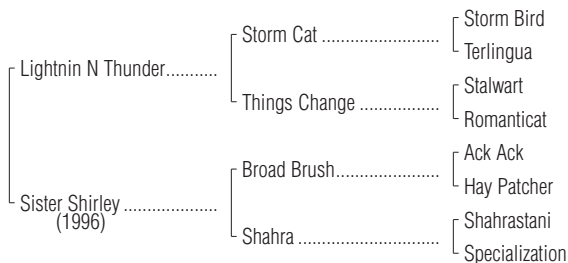 Storm Bird
Storm Cat ..........................
Terlingua
Lightnin N Thunder...........
Stalwart
Things Change ..................
Romanticat
Ack Ack
Broad Brush.......................
Hay Patcher
Sister Shirley ....................
(1996)
Shahrastani
Shahra ...............................
Specialization